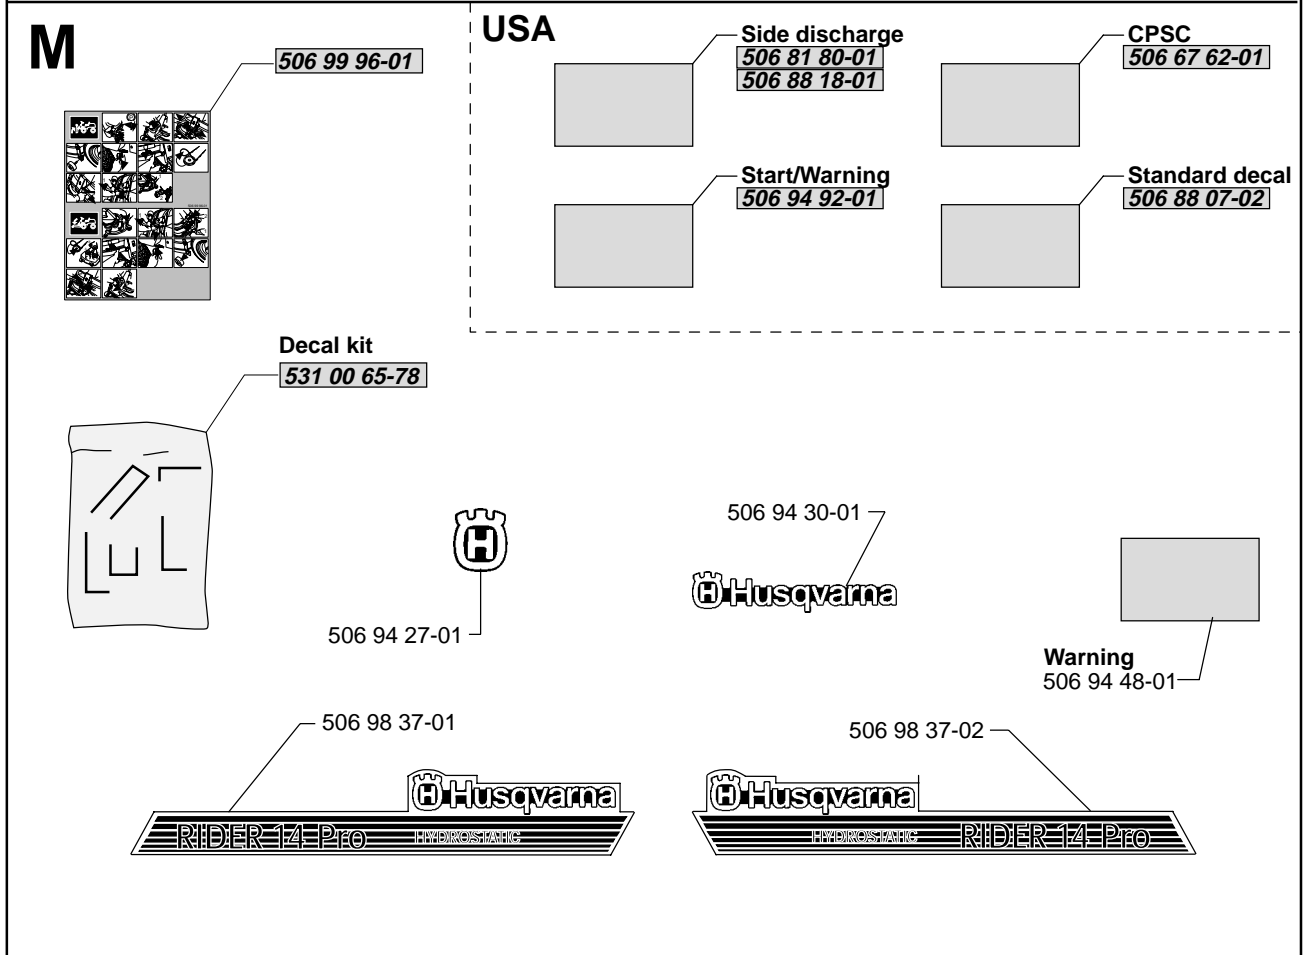 M
506 99 96-01
USA
Side discharge
506 81 80-01
506 88 18-01
CPSC
506 67 62-01
Start/Warning
506 94 92-01
Standard decal
506 88 07-02
Decal kit
531 00 65-78
H
506 94 27-01
506 94 30-01
H Husqvarna
Warning
506 94 48-01
506 98 37-01
H Husqvarna
RIDER 14 Pro HYDROSTATIC
506 98 37-02
H Husqvarna
HYDROSTATIC RIDER 14 Pro